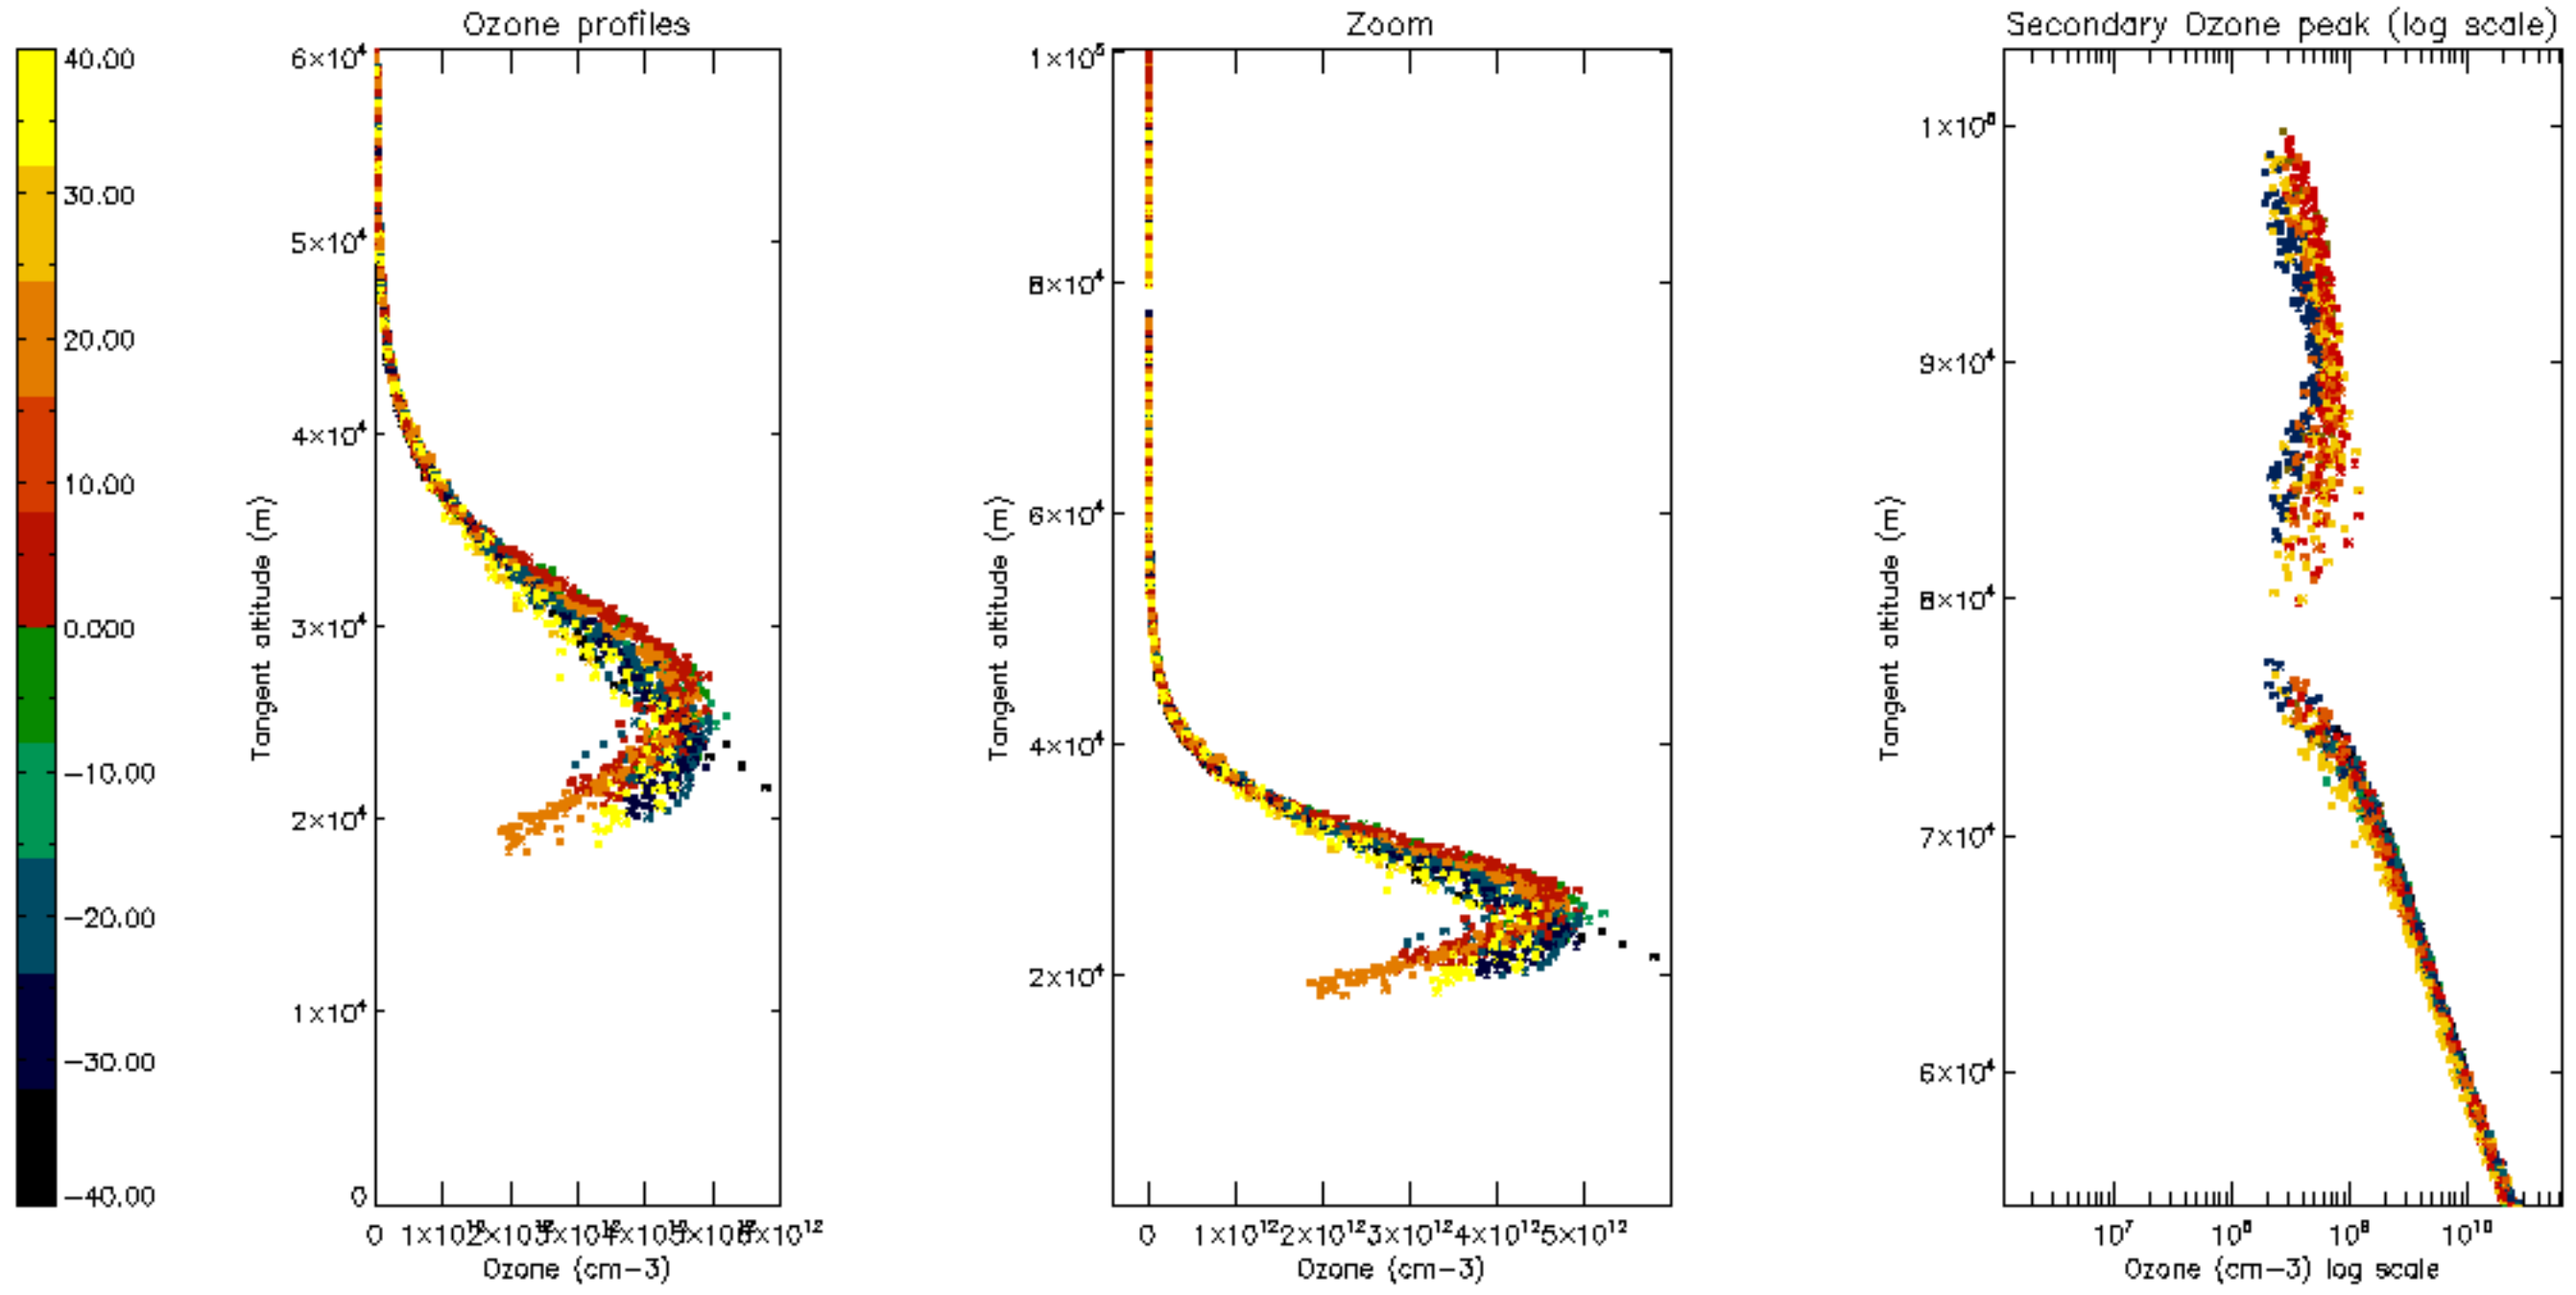 Ozone profiles
Zoom
Secondary Ozone peak (log scale)
40.00
30.00
20.00
10.00
0.000
−10.00
−20.00
−30.00
−40.00
6×10⁴
5×10⁴
4×10⁴
3×10⁴
2×10⁴
1×10⁴
0
Tangent altitude (m)
0
Ozone (cm−3)
1×10⁵
8×10⁴
6×10⁴
4×10⁴
2×10⁴
Tangent altitude (m)
0 1×10¹² 2×10¹² 3×10¹² 4×10¹² 5×10¹²
Ozone (cm−3)
1×10⁵
9×10⁴
8×10⁴
7×10⁴
6×10⁴
Tangent altitude (m)
10⁷ 10⁸ 10⁹ 10¹⁰
Ozone (cm−3) log scale